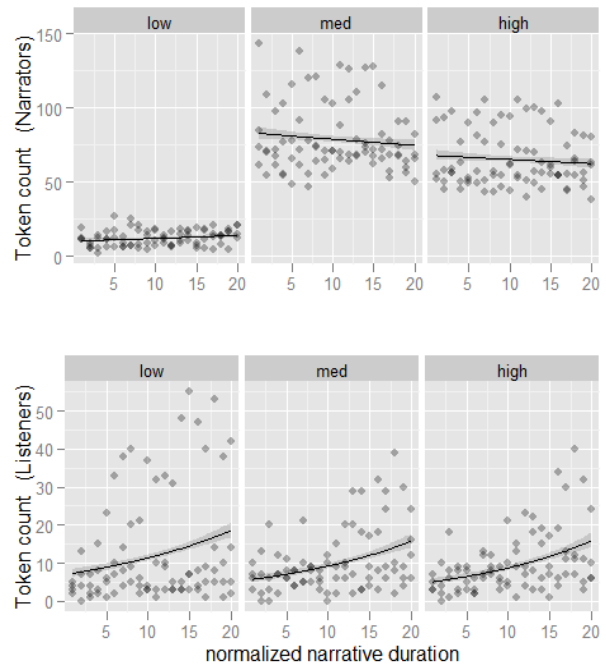 low med high
Token count (Narrators)
150
100
50
0
5 10 15 20 5 10 15 20 5 10 15 20
low med high
Token count (Listeners)
50
40
30
20
10
0
5 10 15 20 5 10 15 20 5 10 15 20
normalized narrative duration